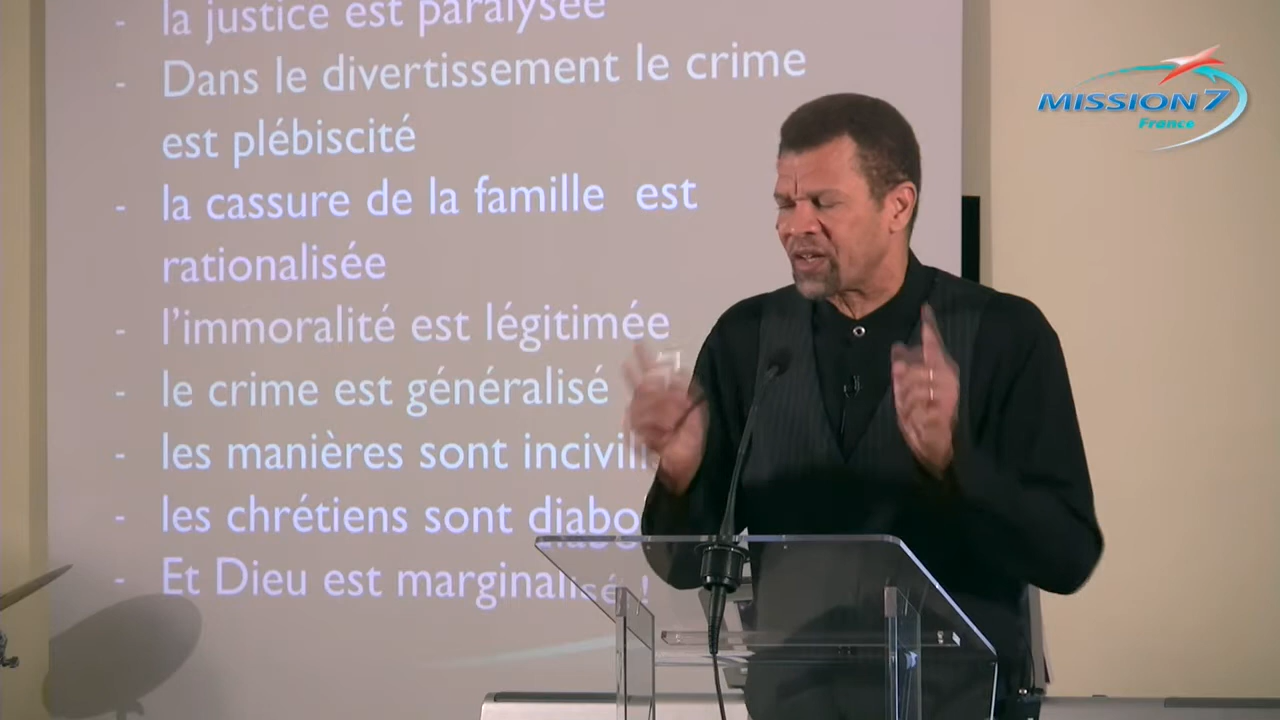 - la justice est paralysée
- Dans le divertissement le crime
est plébiscité
- la cassure de la famille est
rationalisée
- l'immoralité est légitimée
- le crime est généralisé
- les manières sont
- les chrétiens sont
- Et Dieu est marginalisé !
MISSION 7
France